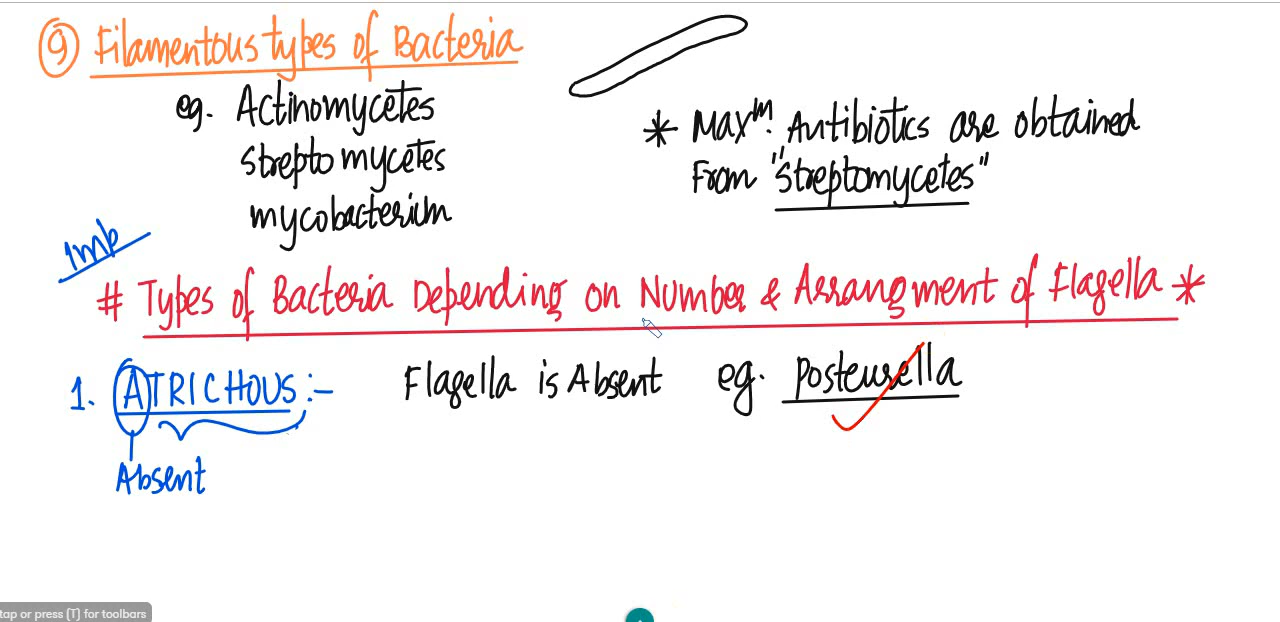 9 Filamentous types of Bacteria
eg. Actinomycetes
Streptomycetes
mycobacterium
* Maxᵐ. Antibiotics are obtained
From "Streptomycetes"
Imp
# Types of Bacteria Depending on Number & Arrangment of Flagella *
1. ATRICHOUS :- Flagella is Absent eg. Posteurella
Absent
tap or press (T) for toolbars